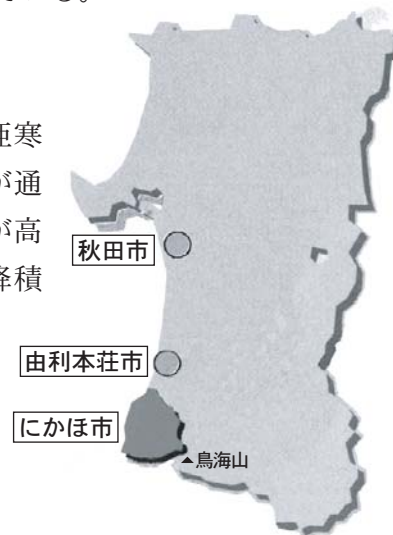 る。
亜寒
が通
が高
降積
秋田市
由利本荘市
にかほ市
▲鳥海山